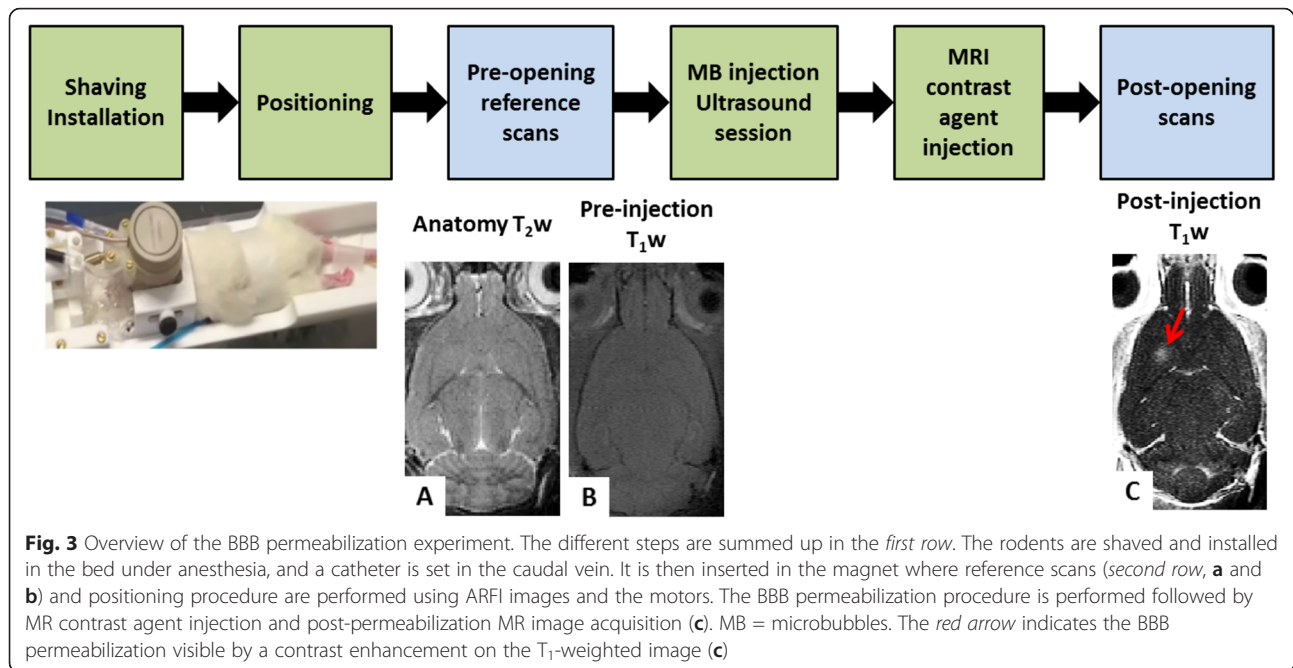 Shaving
Installation
Positioning
Pre-opening
reference
scans
MB injection
Ultrasound
session
MRI
contrast
agent
injection
Post-opening
scans
Anatomy T₂w
Pre-injection
T₁w
Post-injection
T₁w
A
B
C
Fig. 3 Overview of the BBB permeabilization experiment. The different steps are summed up in the first row. The rodents are shaved and installed
in the bed under anesthesia, and a catheter is set in the caudal vein. It is then inserted in the magnet where reference scans (second row, a and
b) and positioning procedure are performed using ARFI images and the motors. The BBB permeabilization procedure is performed followed by
MR contrast agent injection and post-permeabilization MR image acquisition (c). MB = microbubbles. The red arrow indicates the BBB
permeabilization visible by a contrast enhancement on the T₁-weighted image (c)